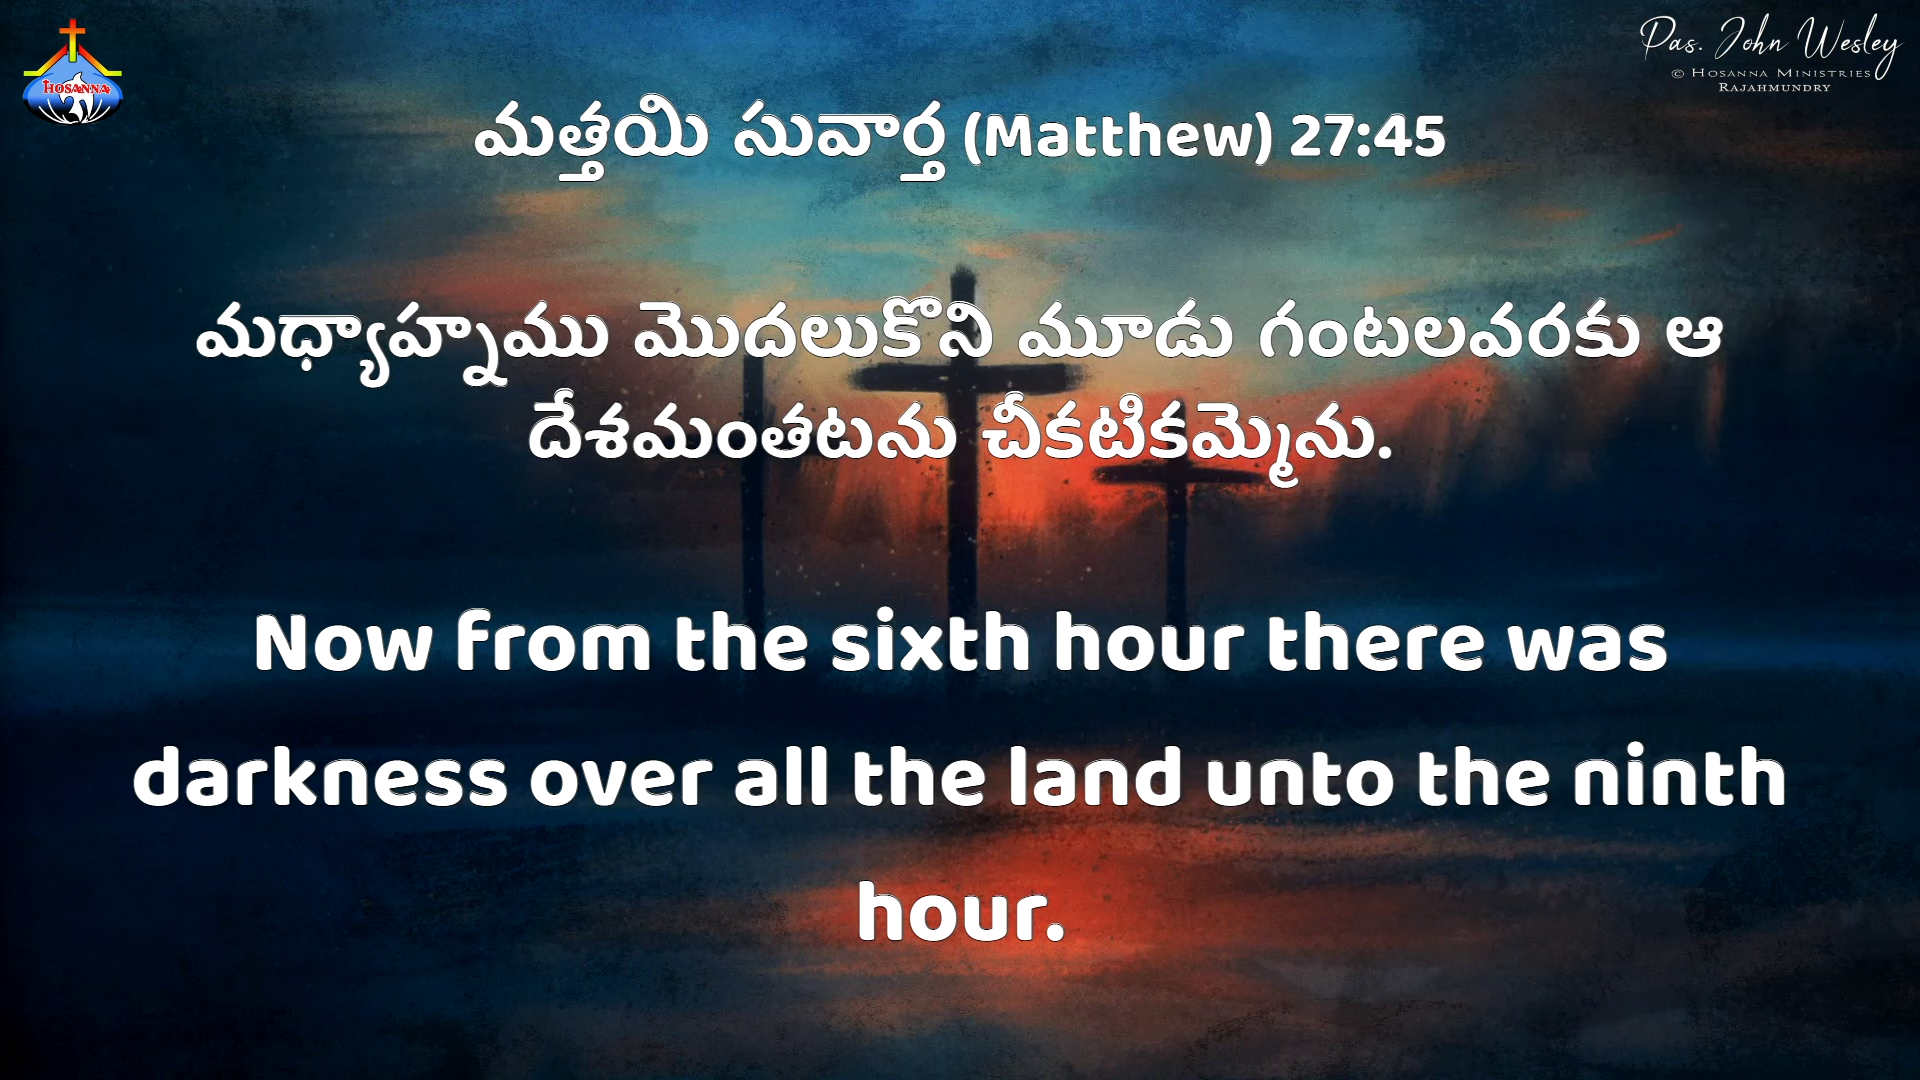 HOSANNA
Pas. John Wesley
© Hosanna Ministries
Rajahmundry
మత్తయి సువార్త (Matthew) 27:45
మధ్యాహ్నము మొదలుకొని మూడు గంటలవరకు ఆ
దేశమంతటను చీకటికమ్మెను.
Now from the sixth hour there was
darkness over all the land unto the ninth
hour.